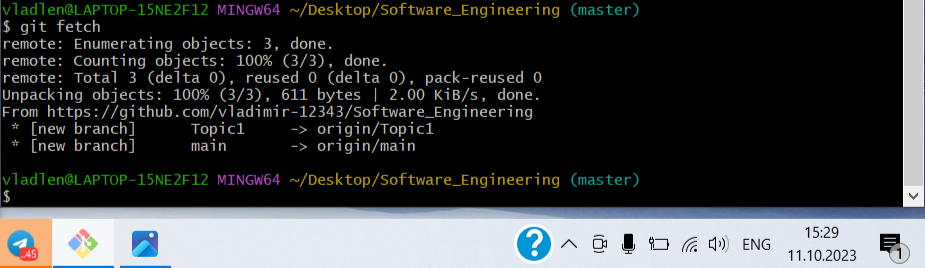 vladlen@LAPTOP-15NE2F12 MINGW64 ~/Desktop/Software_Engineering (master)
$ git fetch
remote: Enumerating objects: 3, done.
remote: Counting objects: 100% (3/3), done.
remote: Total 3 (delta 0), reused 0 (delta 0), pack-reused 0
Unpacking objects: 100% (3/3), 611 bytes | 2.00 KiB/s, done.
From https://github.com/vladimir-12343/Software_Engineering
 * [new branch]      Topic1     -> origin/Topic1
 * [new branch]      main       -> origin/main

vladlen@LAPTOP-15NE2F12 MINGW64 ~/Desktop/Software_Engineering (master)
$
..45
?
ENG
15:29
11.10.2023
1